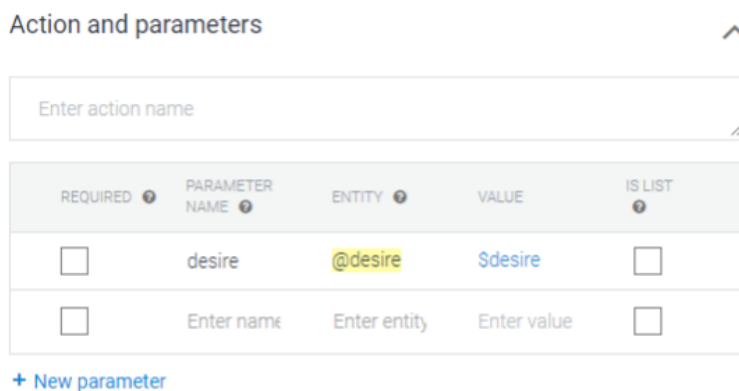 Action and parameters
Enter action name
REQUIRED PARAMETER NAME ENTITY VALUE IS LIST
desire @desire $desire
Enter name Enter entity Enter value
+ New parameter